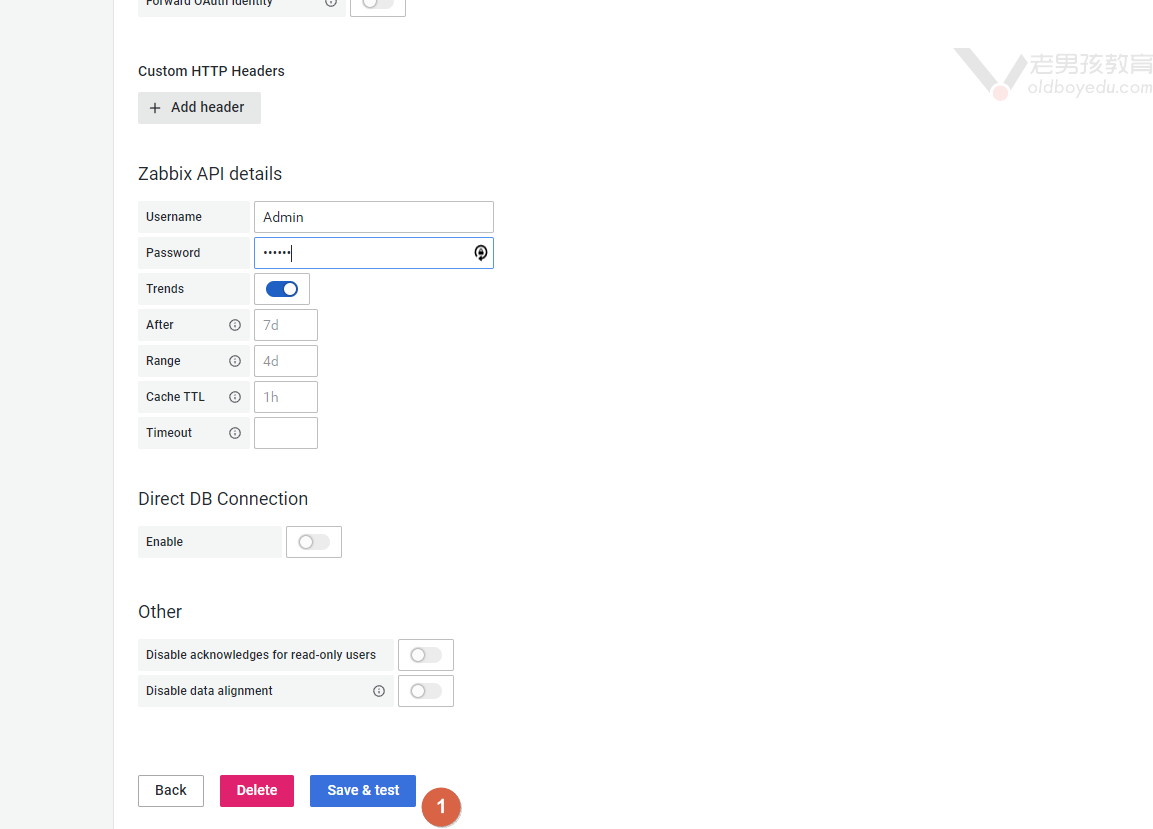 Forward OAuth Identity
老男孩教育
oldboyedu.com
Custom HTTP Headers
+ Add header
Zabbix API details
Username Admin
Password ••••••
Trends
After 7d
Range 4d
Cache TTL 1h
Timeout
Direct DB Connection
Enable
Other
Disable acknowledges for read-only users
Disable data alignment
Back Delete Save & test 1